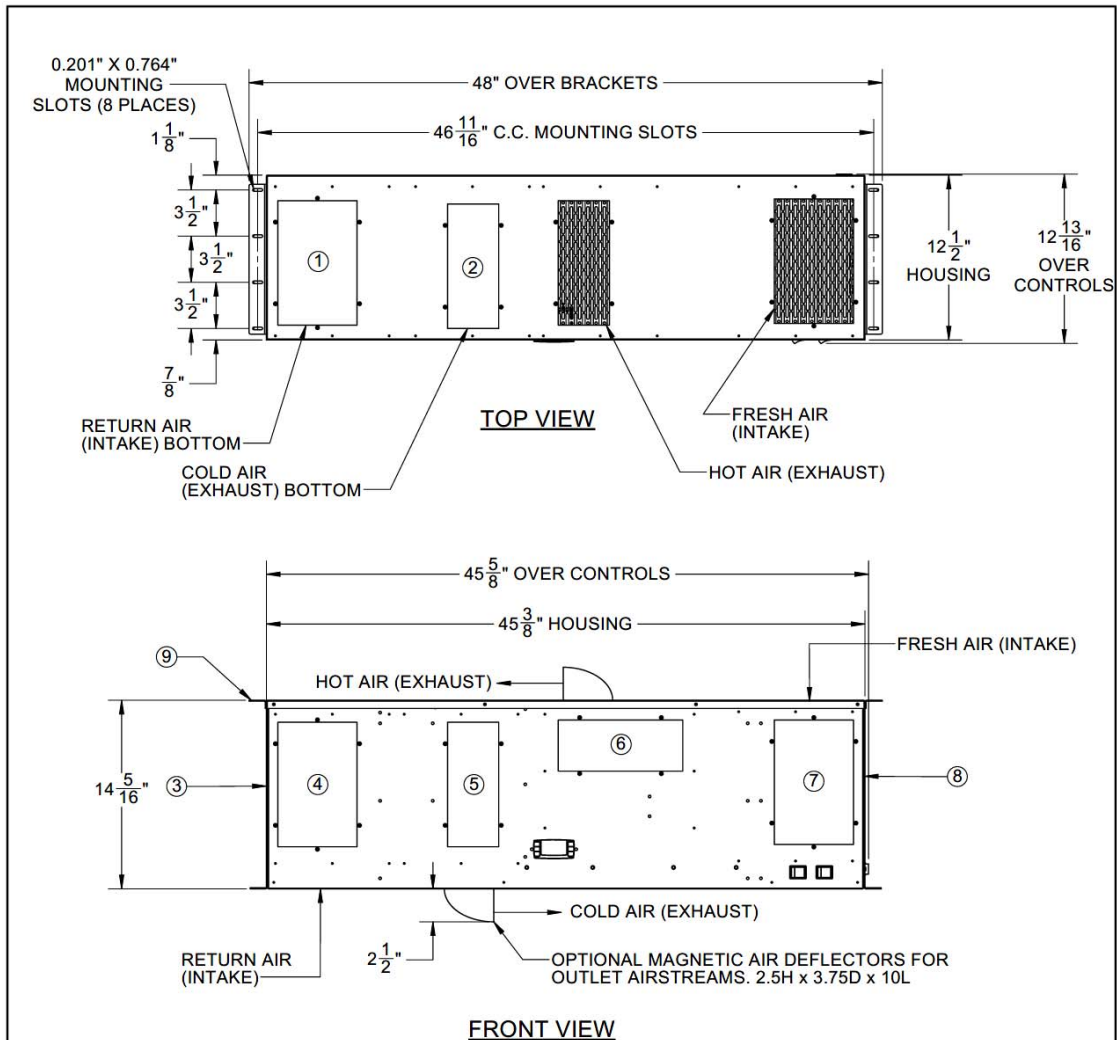 0.201" X 0.764"
MOUNTING
SLOTS (8 PLACES)
48" OVER BRACKETS
46 11/16" C.C. MOUNTING SLOTS
1 1/8"
3 1/2"
3 1/2"
3 1/2"
7/8"
①
②
12 1/2"
HOUSING
12 13/16"
OVER
CONTROLS
RETURN AIR
(INTAKE) BOTTOM
TOP VIEW
FRESH AIR
(INTAKE)
COLD AIR
(EXHAUST) BOTTOM
HOT AIR (EXHAUST)
45 5/8" OVER CONTROLS
45 3/8" HOUSING
FRESH AIR (INTAKE)
⑨
HOT AIR (EXHAUST)
14 5/16"
③
④
⑤
⑥
⑦
⑧
COLD AIR (EXHAUST)
RETURN AIR
(INTAKE)
2 1/2"
OPTIONAL MAGNETIC AIR DEFLECTORS FOR
OUTLET AIRSTREAMS. 2.5H x 3.75D x 10L
FRONT VIEW